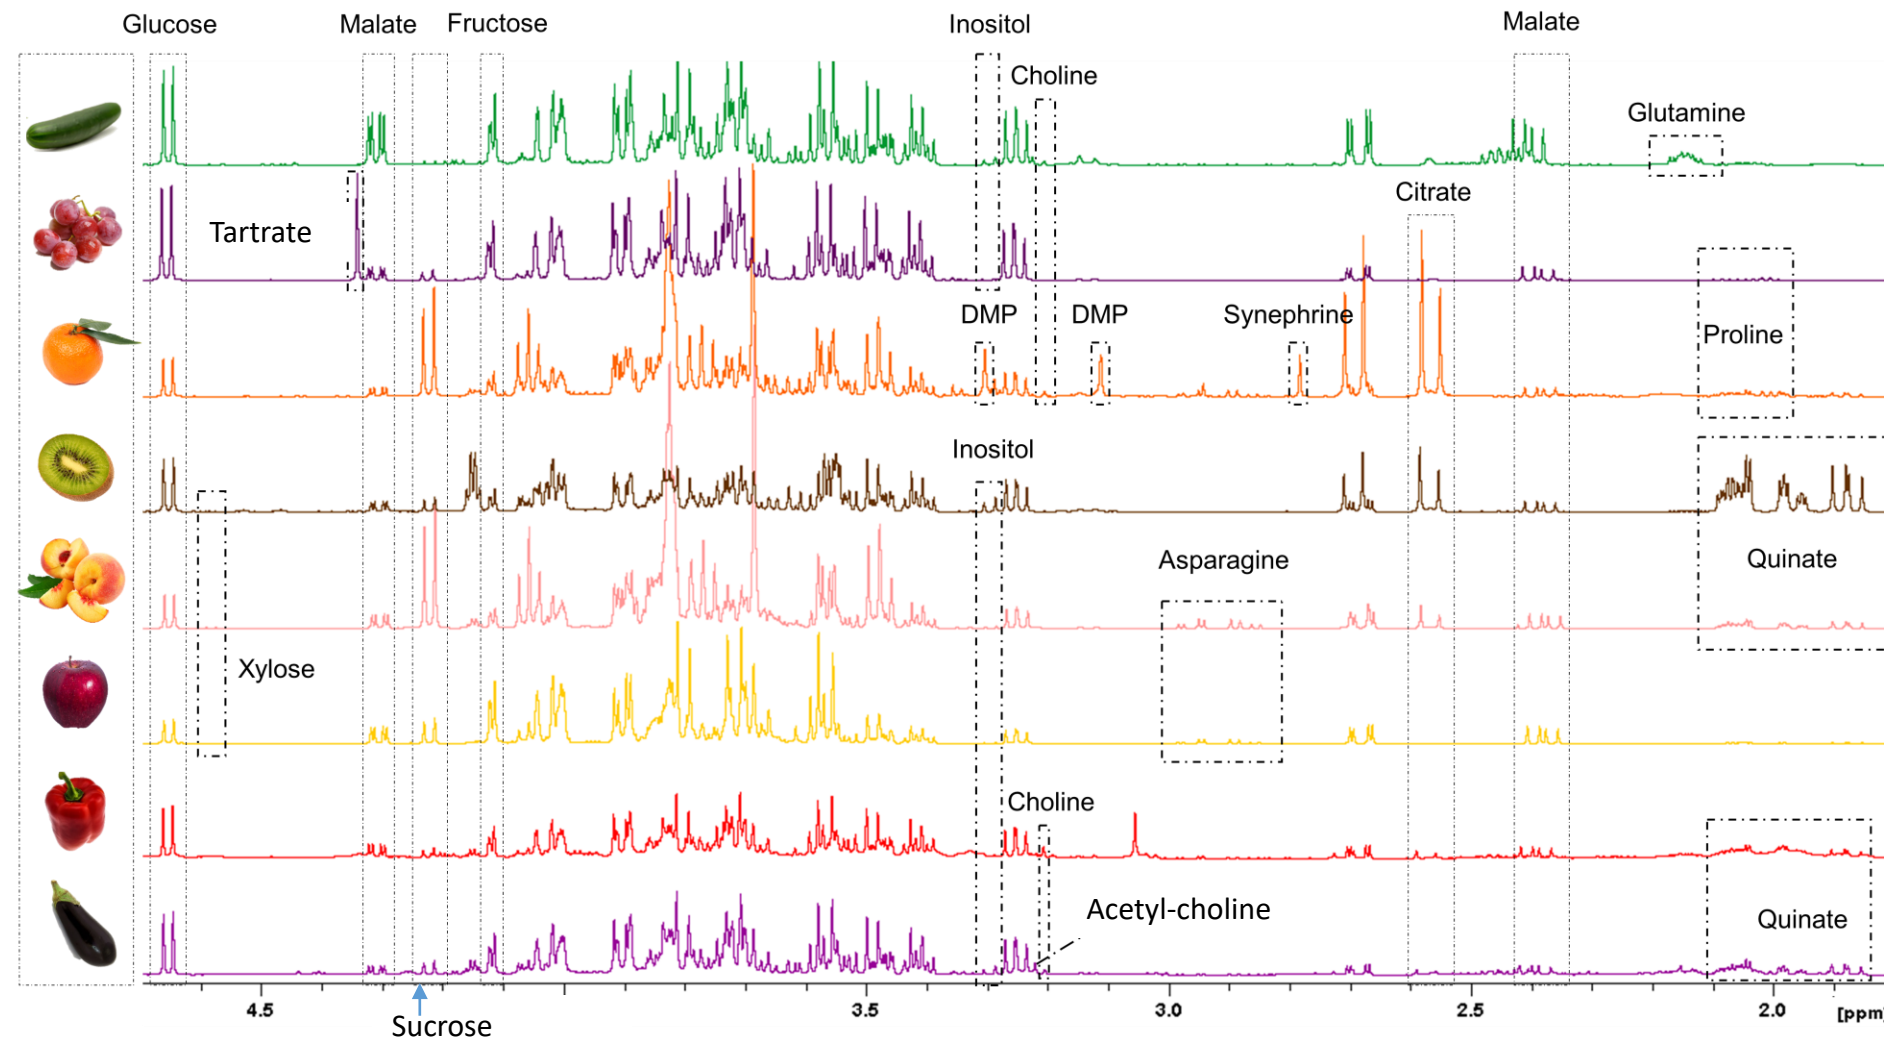 Glucose
Malate
Fructose
Inositol
Malate
Choline
Glutamine
Citrate
Tartrate
DMP
DMP
Synephrine
Proline
Inositol
Asparagine
Quinate
Xylose
Choline
Acetyl-choline
Quinate
4.5
3.5
3.0
2.5
2.0
[ppm]
Sucrose